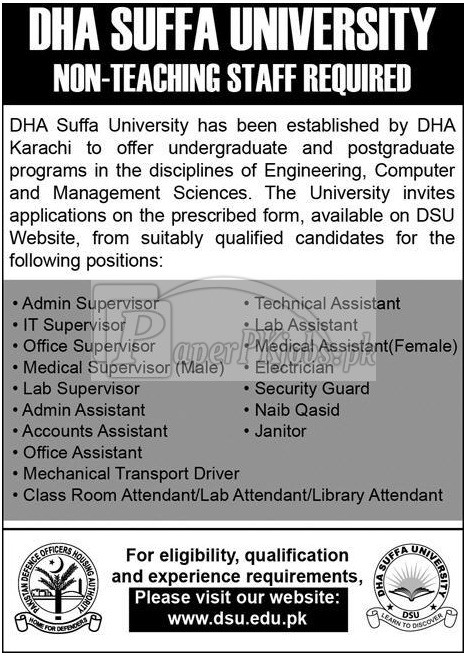 DHA SUFFA UNIVERSITY
NON-TEACHING STAFF REQUIRED
DHA Suffa University has been established by DHA
Karachi to offer undergraduate and postgraduate
programs in the disciplines of Engineering, Computer
and Management Sciences. The University invites
applications on the prescribed form, available on DSU
Website, from suitably qualified candidates for the
following positions:
• Admin Supervisor
• IT Supervisor
• Office Supervisor
• Medical Supervisor (Male)
• Lab Supervisor
• Admin Assistant
• Accounts Assistant
• Office Assistant
• Mechanical Transport Driver
• Class Room Attendant/Lab Attendant/Library Attendant
• Technical Assistant
• Lab Assistant
• Medical Assistant(Female)
• Electrician
• Security Guard
• Naib Qasid
• Janitor
PaperPKjobs.pk
PAKISTAN DEFENCE OFFICERS HOUSING AUTHORITY
HOME FOR DEFENDERS
For eligibility, qualification
and experience requirements,
Please visit our website:
www.dsu.edu.pk
DHA SUFFA UNIVERSITY
DSU
LEARN TO DISCOVER